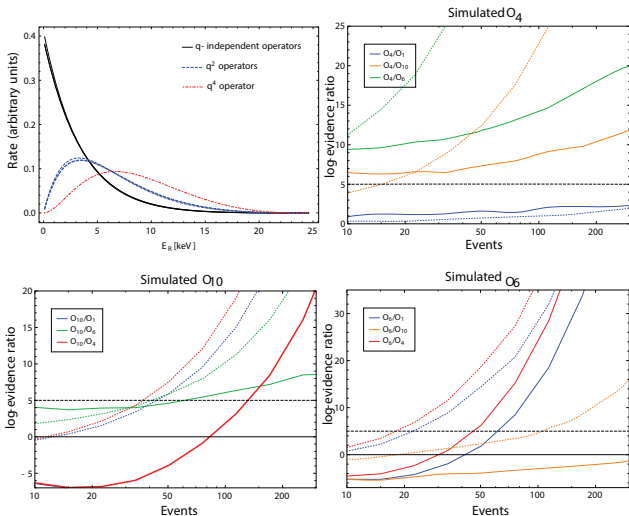 0.4
0.3
0.2
0.1
0.0
Rate (arbitrary units)
q- independent operators
q² operators
q⁴ operator
0 5 10 15 20 25
E_R [keV]
Simulated O₄
25
20
15
10
5
0
log evidence ratio
O₄/O₁
O₄/O₁₀
O₄/O₆
10 20 50 100 200
Events
Simulated O₁₀
20
15
10
5
0
- 5
log evidence ratio
O₁₀/O₁
O₁₀/O₆
O₁₀/O₄
10 20 50 100 200
Events
Simulated O₆
30
20
10
5
0
log evidence ratio
O₆/O₁
O₆/O₁₀
O₆/O₄
10 20 50 100 200
Events